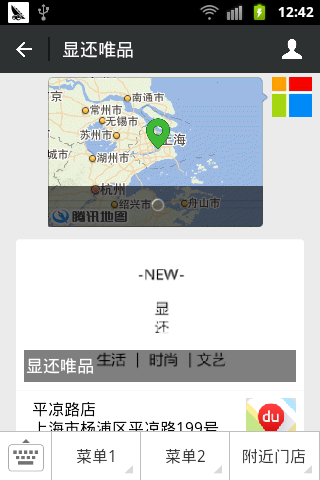 12:42
显还唯品
京
南通市
常州市
无锡市
苏州市
上海
城市
湖州市
杭州
绍兴市
舟山市
腾讯地图
-NEW-
显
还
生活 | 时尚 | 文艺
显还唯品
平凉路店
上海市杨浦区平凉路199号
du
菜单1
菜单2
附近门店